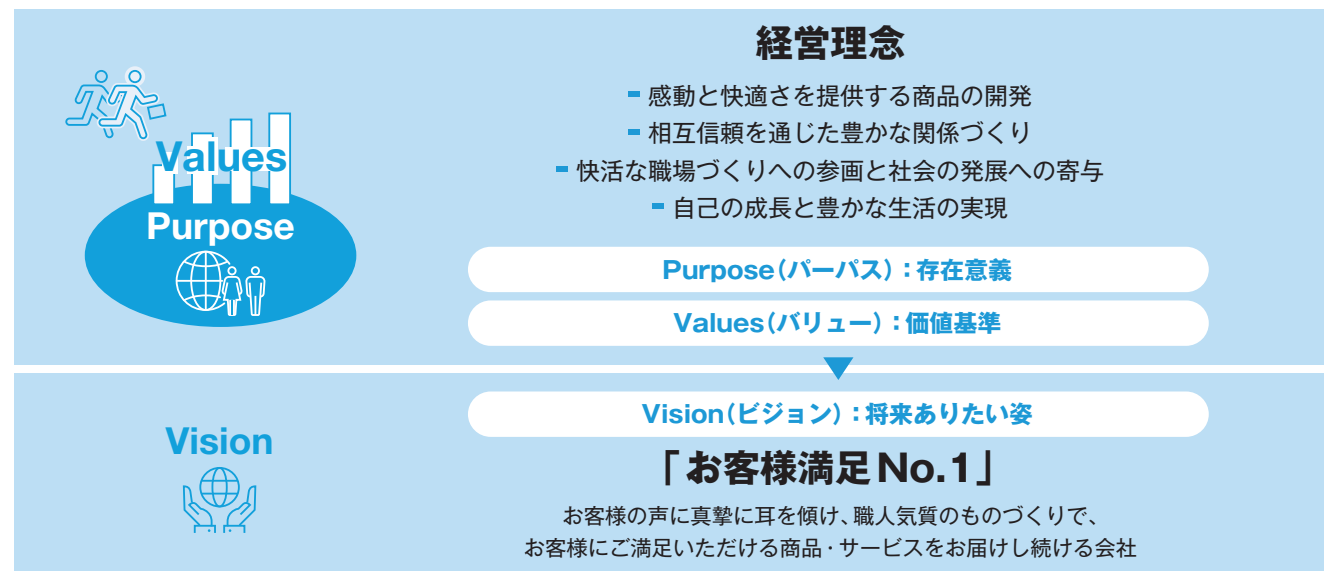 Values
Purpose
経営理念
- 感動と快適さを提供する商品の開発
- 相互信頼を通じた豊かな関係づくり
- 快活な職場づくりへの参画と社会の発展への寄与
- 自己の成長と豊かな生活の実現
Purpose(パーパス):存在意義
Values(バリュー):価値基準
Vision
Vision(ビジョン):将来ありたい姿
「お客様満足No.1」
お客様の声に真摯に耳を傾け、職人気質のものづくりで、
お客様にご満足いただける商品・サービスをお届けし続ける会社